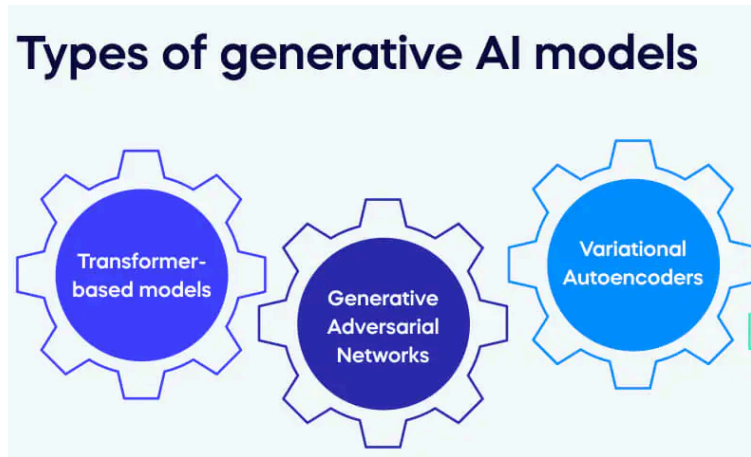 Types of generative AI models
Transformer-
based models
Generative
Adversarial
Networks
Variational
Autoencoders